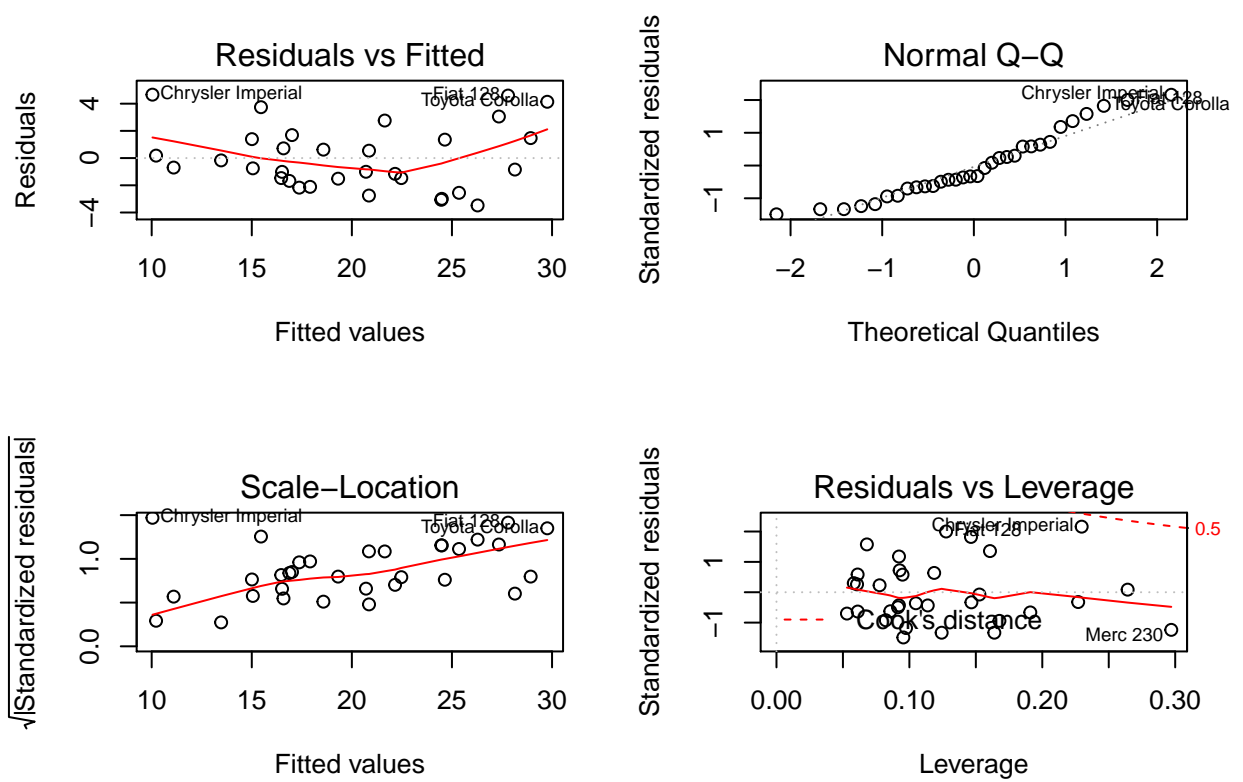 Residuals vs Fitted
Residuals
4
0
−4
Chrysler Imperial
Fiat 128
Toyota Corolla
10 15 20 25 30
Fitted values
Normal Q−Q
Standardized residuals
1
−1
Chrysler Imperial
Fiat 128
Toyota Corolla
−2 −1 0 1 2
Theoretical Quantiles
Scale−Location
√|Standardized residuals|
1.0
0.0
Chrysler Imperial
Fiat 128
Toyota Corolla
10 15 20 25 30
Fitted values
Residuals vs Leverage
Standardized residuals
1
−1
Chrysler Imperial
Fiat 128
0.5
Cook's distance
Merc 230
0.00 0.10 0.20 0.30
Leverage